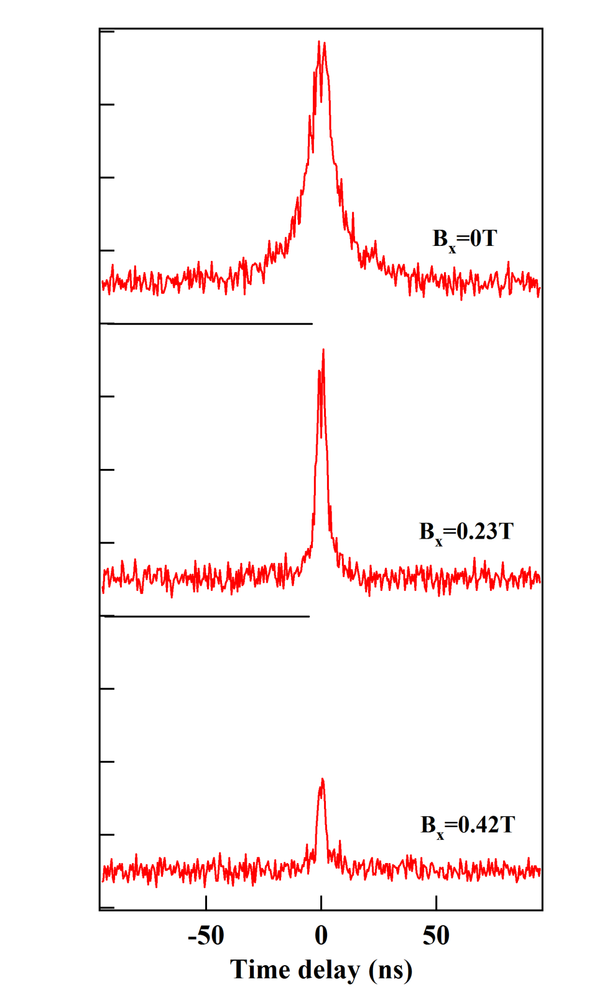 Bx=0T
Bx=0.23T
Bx=0.42T
-50 0 50
Time delay (ns)